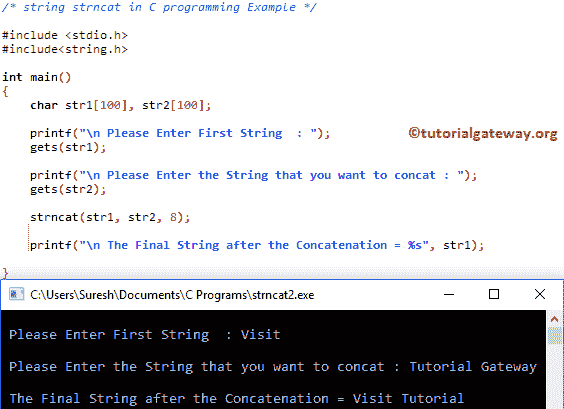 /* string strncat in C programming Example */
#include <stdio.h>
#include<string.h>
int main()
{
char str1[100], str2[100];
printf("\n Please Enter First String  : ");
©tutorialgateway.org
gets(str1);
printf("\n Please Enter the String that you want to concat : ");
gets(str2);
strncat(str1, str2, 8);
printf("\n The Final String after the Concatenation = %s", str1);
}
C:\Users\Suresh\Documents\C Programs\strncat2.exe
Please Enter First String  : Visit
Please Enter the String that you want to concat : Tutorial Gateway
The Final String after the Concatenation = Visit Tutorial